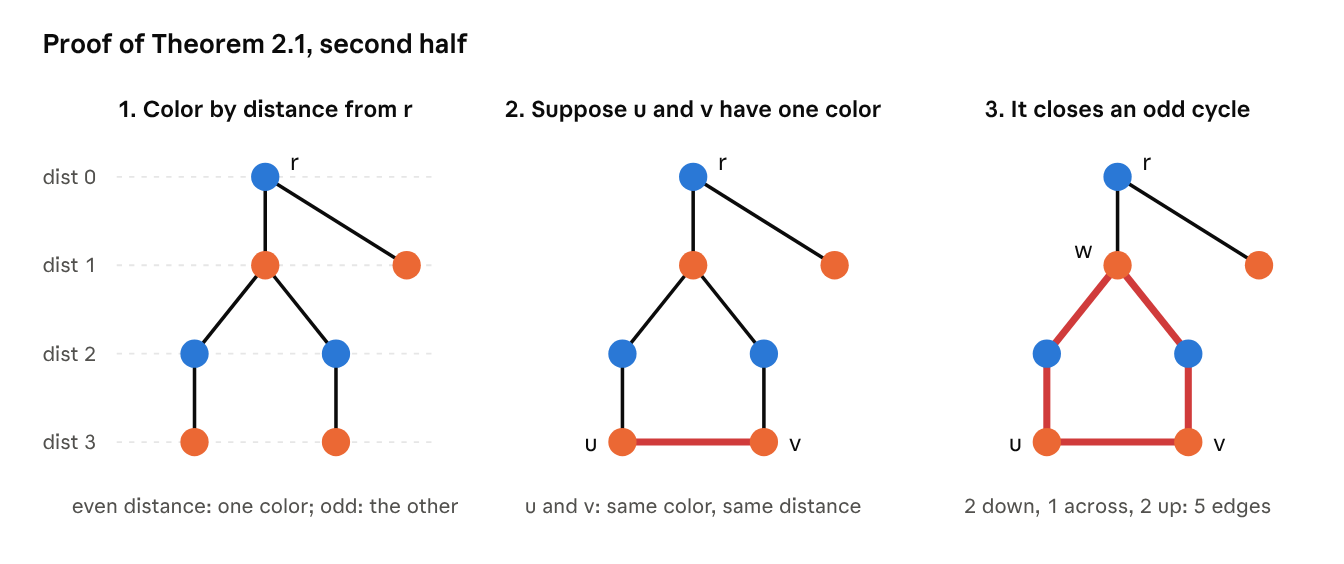 Proof of Theorem 2.1, second half
1. Color by distance from r
2. Suppose u and v have one color
3. It closes an odd cycle
dist 0
r
r
r
dist 1
w
dist 2
dist 3
u
v
u
v
even distance: one color; odd: the other
u and v: same color, same distance
2 down, 1 across, 2 up: 5 edges